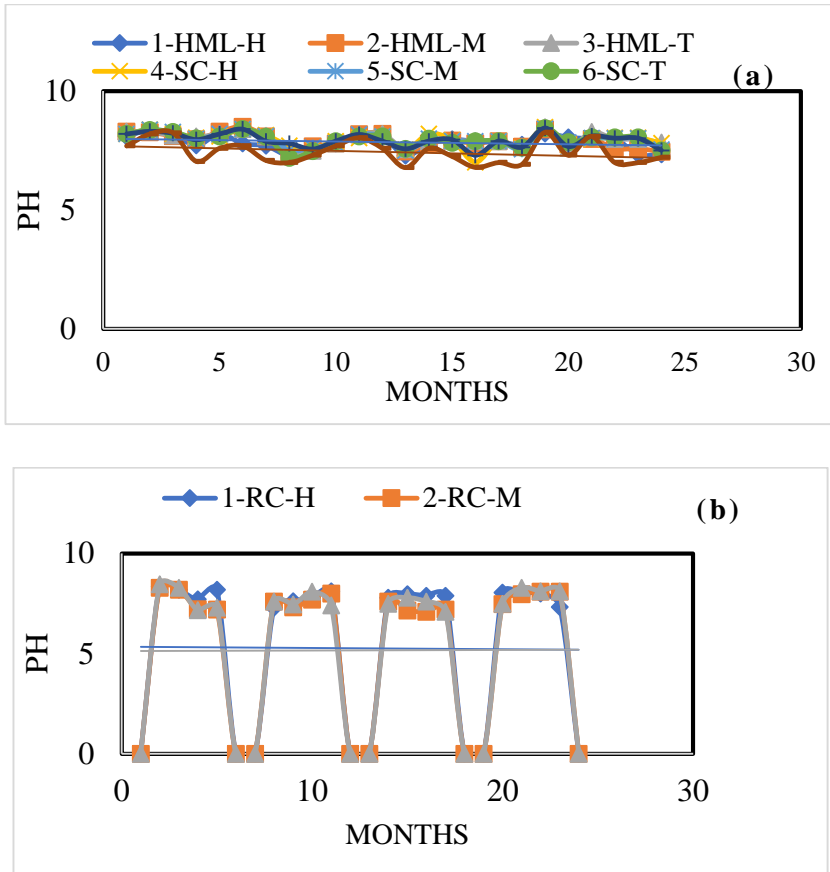 1-HML-H 2-HML-M 3-HML-T
4-SC-H 5-SC-M 6-SC-T
(a)
10
5
0
PH
0 5 10 15 20 25 30
MONTHS
1-RC-H 2-RC-M
(b)
10
5
0
PH
0 10 20 30
MONTHS